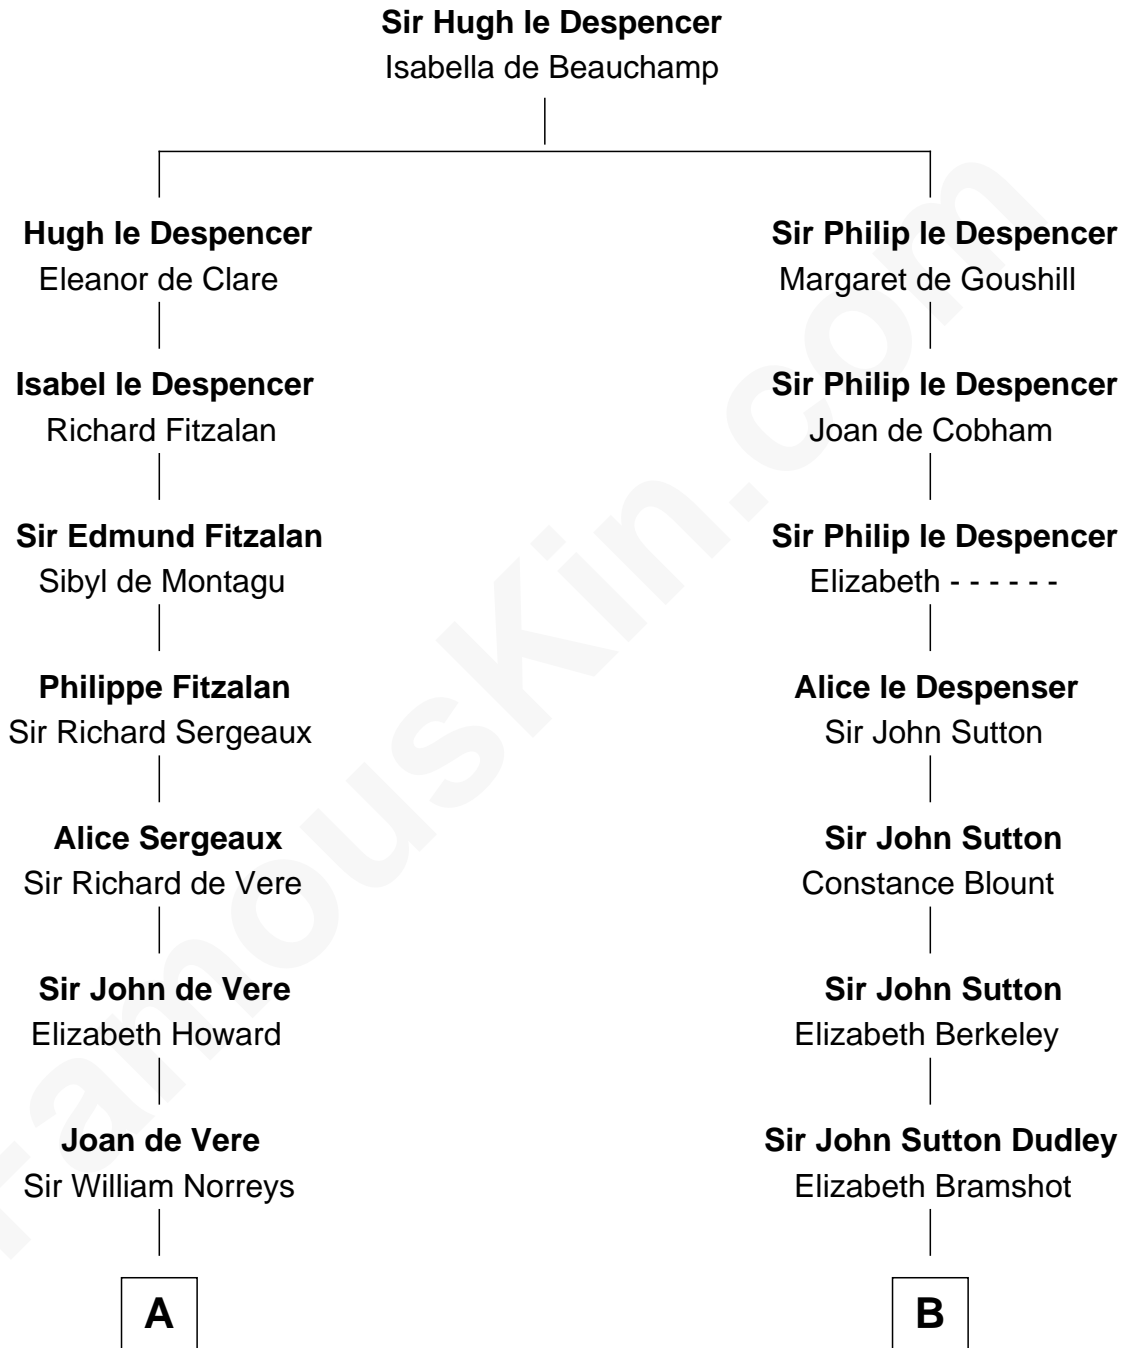 Sir Hugh le Despencer
Isabella de Beauchamp
Hugh le Despencer
Eleanor de Clare
Sir Philip le Despencer
Margaret de Goushill
Isabel le Despencer
Richard Fitzalan
Sir Philip le Despencer
Joan de Cobham
Sir Edmund Fitzalan
Sibyl de Montagu
Sir Philip le Despencer
Elizabeth - - - - - -
Philippe Fitzalan
Sir Richard Sergeaux
Alice le Despenser
Sir John Sutton
Alice Sergeaux
Sir Richard de Vere
Sir John Sutton
Constance Blount
Sir John de Vere
Elizabeth Howard
Sir John Sutton
Elizabeth Berkeley
Joan de Vere
Sir William Norreys
Sir John Sutton Dudley
Elizabeth Bramshot
A
B
FamousKin.com